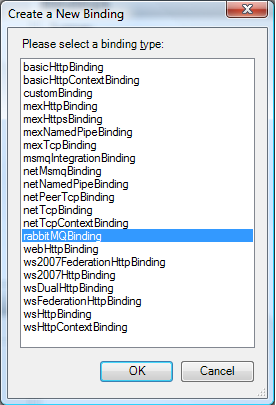 Create a New Binding
Please select a binding type:
basicHttpBinding
basicHttpContextBinding
customBinding
mexHttpBinding
mexHttpsBinding
mexNamedPipeBinding
mexTcpBinding
msmqIntegrationBinding
netMsmqBinding
netNamedPipeBinding
netPeerTcpBinding
netTcpBinding
netTcpContextBinding
rabbitMQBinding
webHttpBinding
ws2007FederationHttpBinding
ws2007HttpBinding
wsDualHttpBinding
wsFederationHttpBinding
wsHttpBinding
wsHttpContextBinding
OK Cancel